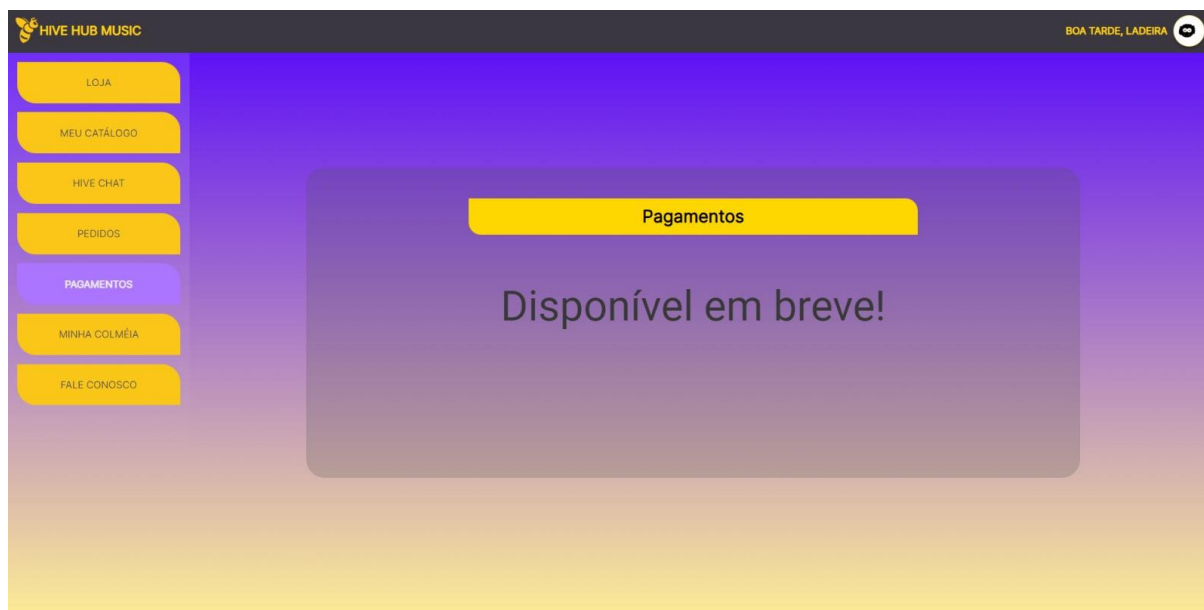 HIVE HUB MUSIC
BOA TARDE, LADEIRA
LOJA
MEU CATÁLOGO
HIVE CHAT
PEDIDOS
PAGAMENTOS
MINHA COLMÉIA
FALE CONOSCO
Pagamentos
Disponível em breve!